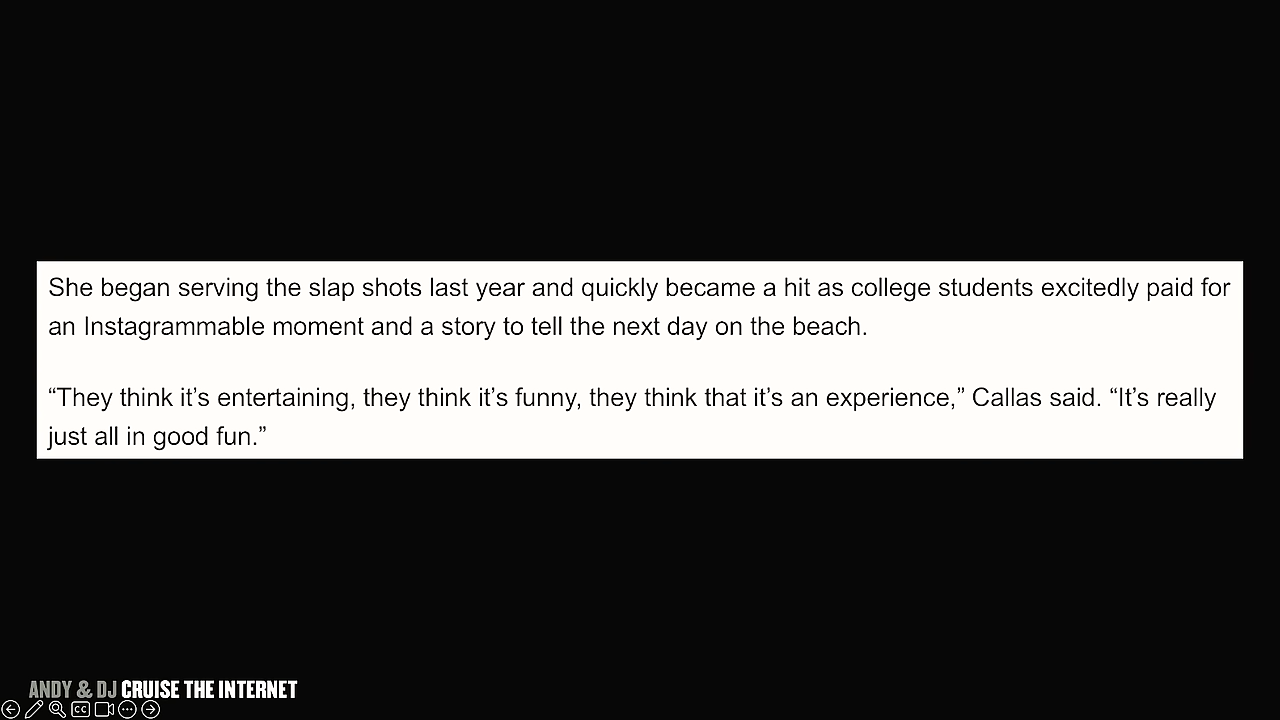 She began serving the slap shots last year and quickly became a hit as college students excitedly paid for
an Instagrammable moment and a story to tell the next day on the beach.
“They think it’s entertaining, they think it’s funny, they think that it’s an experience,” Callas said. “It’s really
just all in good fun.”
ANDY & DJ CRUISE THE INTERNET
CC